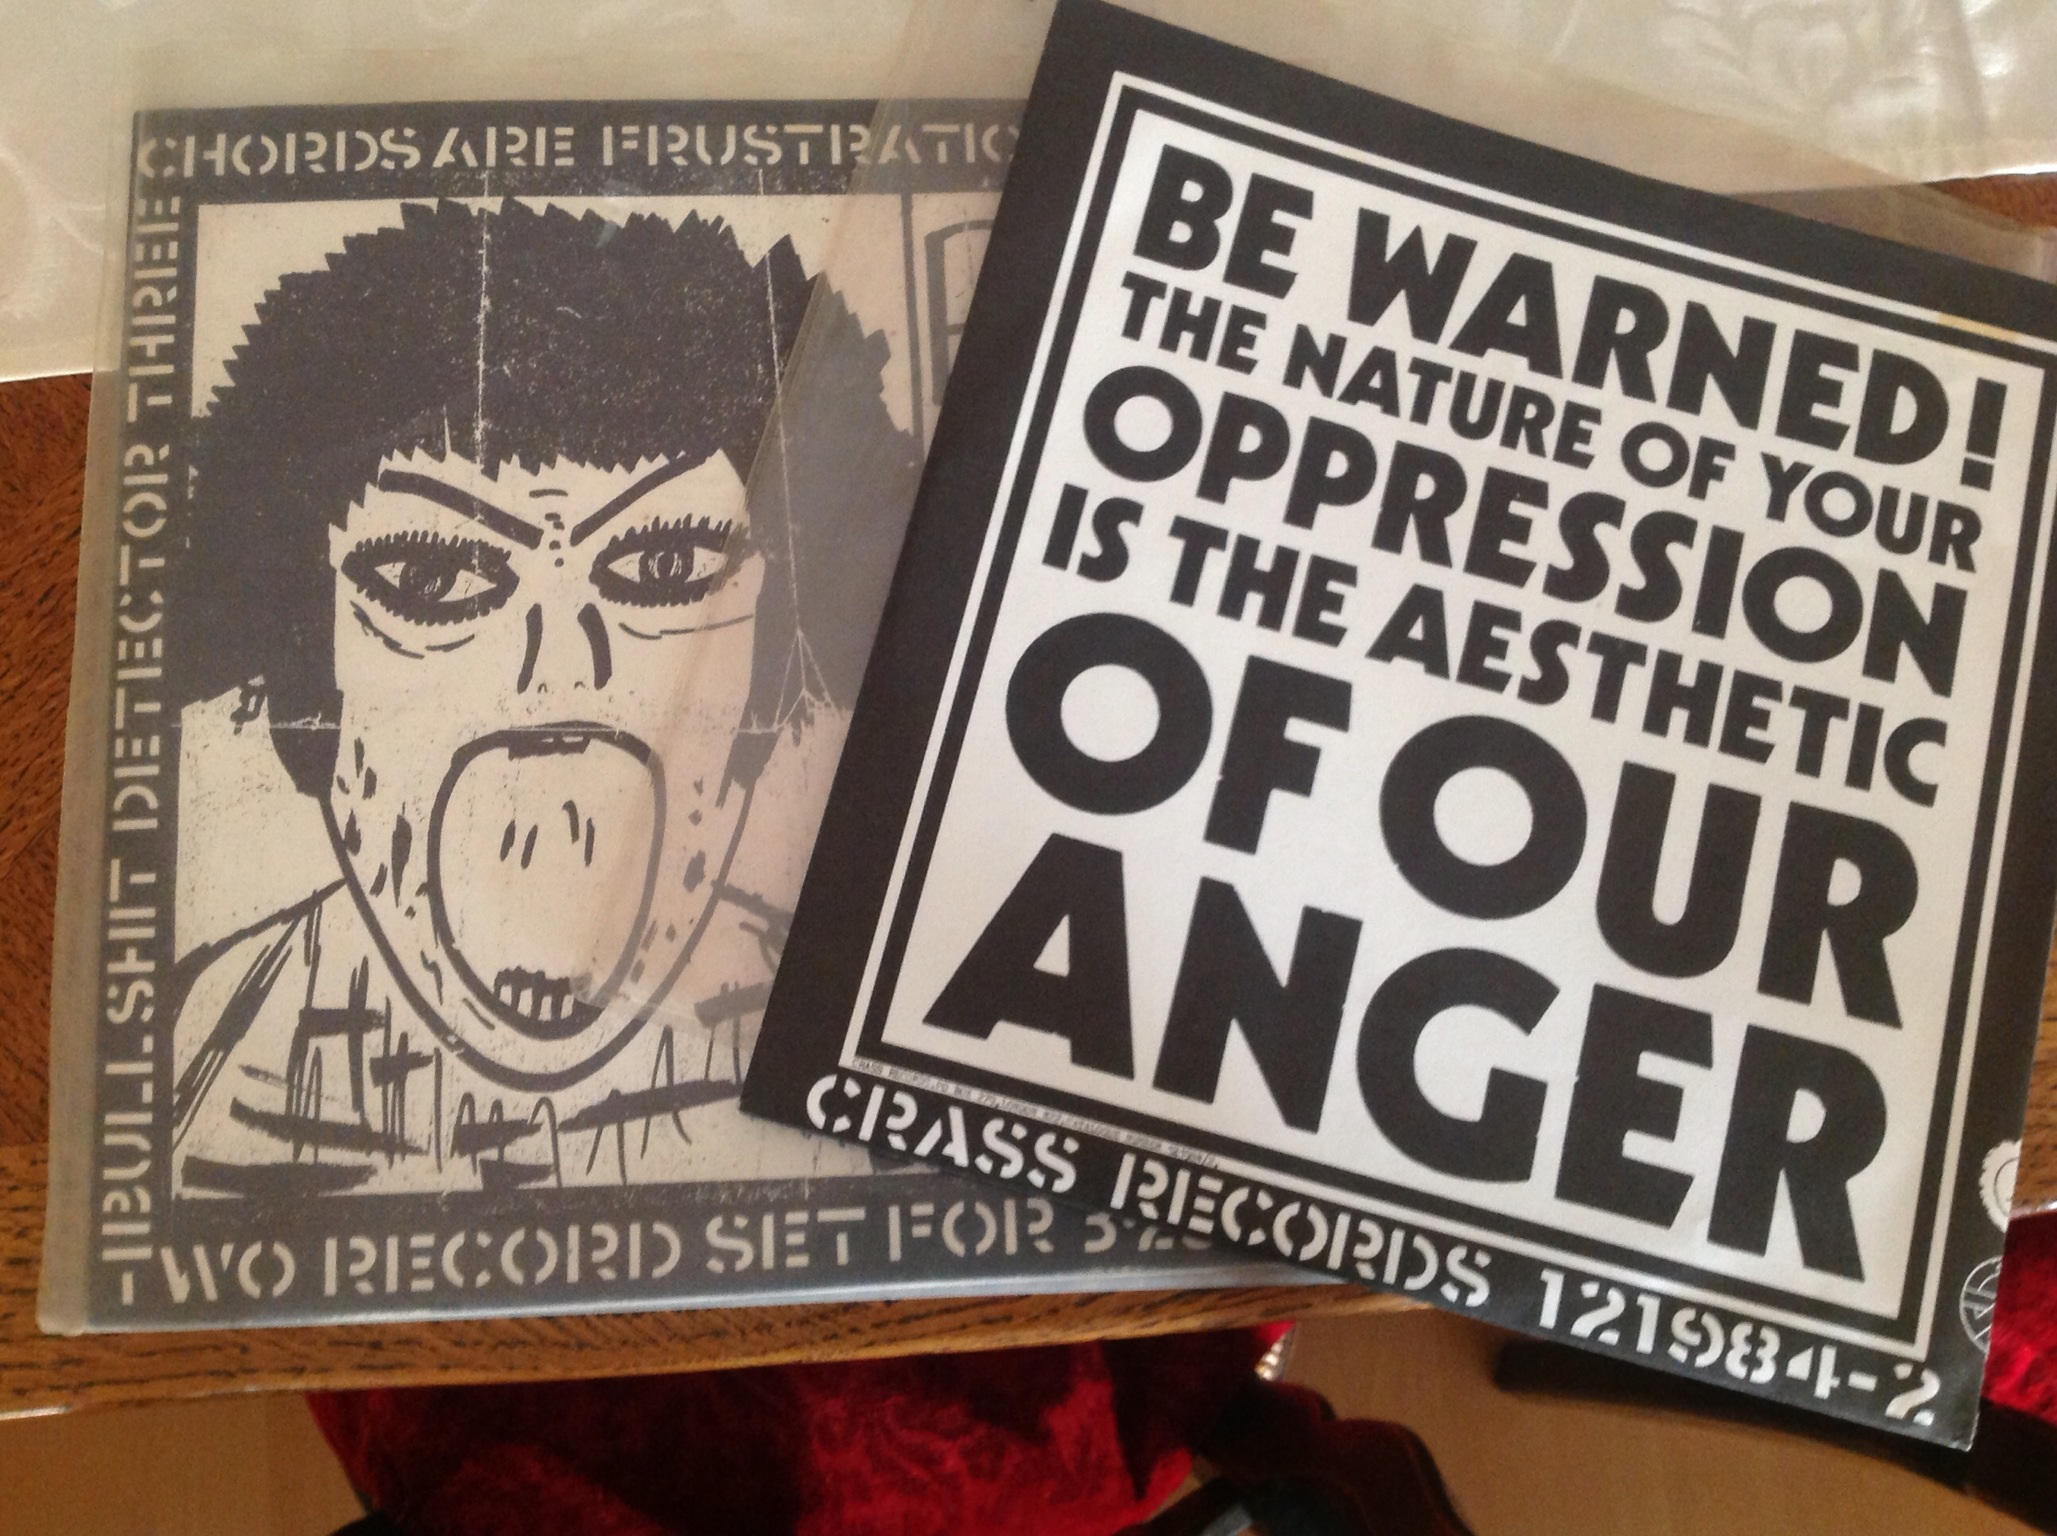 CHORDS ARE FRUSTRATIO
BULLSHIT DETECTOR THREE
TWO RECORD SET FOR
BE WARNED!
THE NATURE OF YOUR
OPPRESSION
IS THE AESTHETIC
OF OUR
ANGER
CRASS RECORDS 121984-2